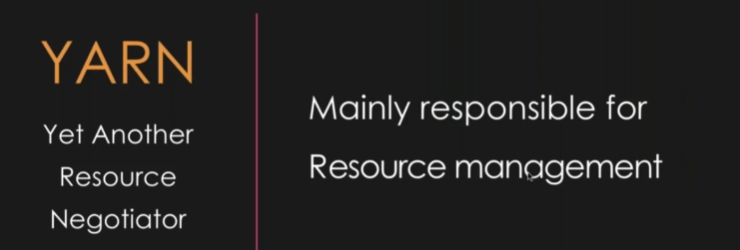 YARN
Yet Another
Resource
Negotiator
Mainly responsible for
Resource management